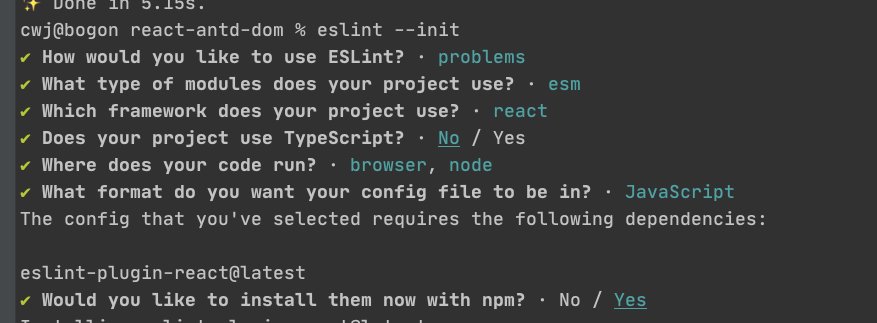 ✨ Done in 5.15s.
cwj@bogon react-antd-dom % eslint --init
✔ How would you like to use ESLint? · problems
✔ What type of modules does your project use? · esm
✔ Which framework does your project use? · react
✔ Does your project use TypeScript? · No / Yes
✔ Where does your code run? · browser, node
✔ What format do you want your config file to be in? · JavaScript
The config that you've selected requires the following dependencies:
eslint-plugin-react@latest
✔ Would you like to install them now with npm? · No / Yes